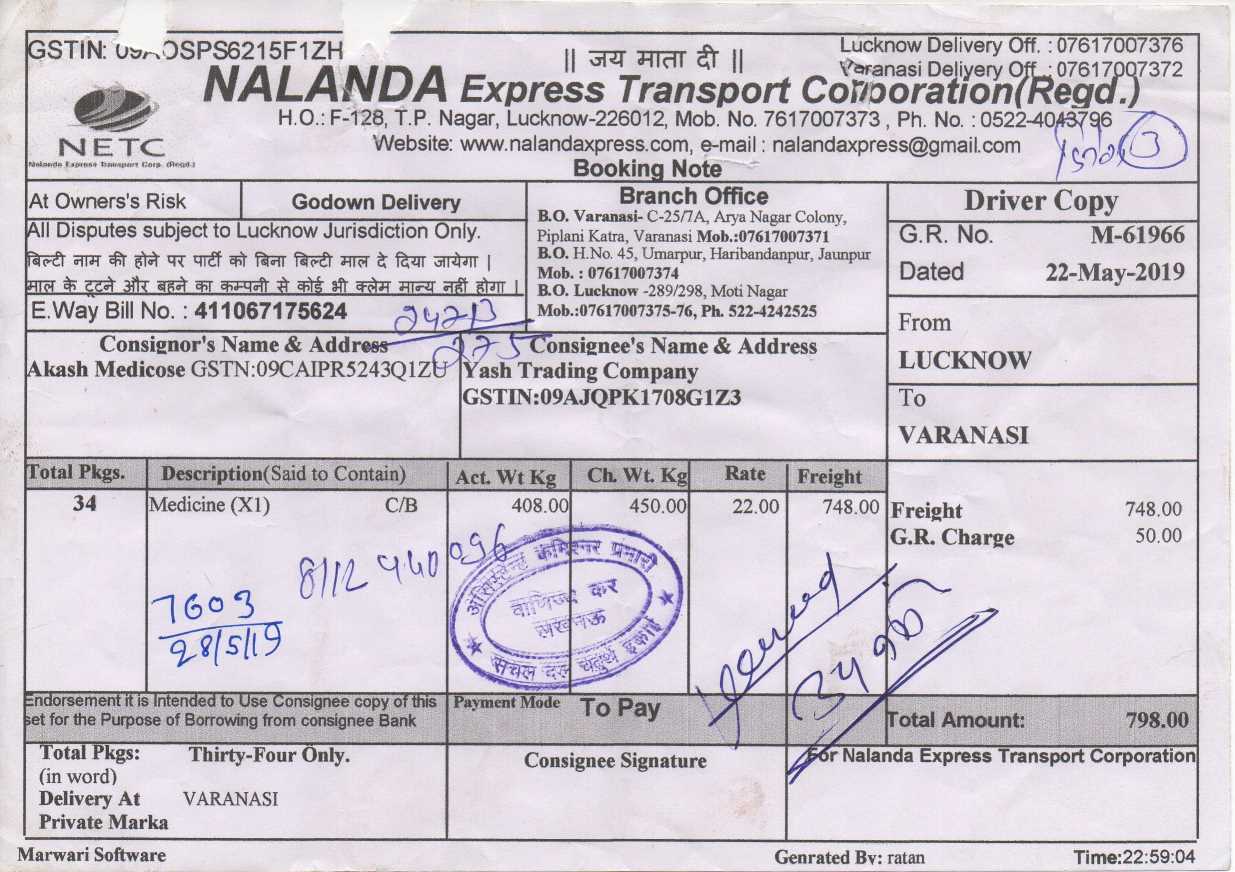 GSTIN: 09AOSPS6215F1ZH
|| जय माता दी ||
Lucknow Delivery Off. : 07617007376
Varanasi Delivery Off. : 07617007372
NALANDA Express Transport Corporation(Regd.)
H.O.: F-128, T.P. Nagar, Lucknow-226012, Mob. No. 7617007373 , Ph. No. : 0522-4043796
Website: www.nalandaxpress.com, e-mail : nalandaxpress@gmail.com
NETC
Nalanda Express Transport Corp. (Regd.)
3
Booking Note
At Owners's Risk
Godown Delivery
All Disputes subject to Lucknow Jurisdiction Only.
बिल्टी नाम की होने पर पार्टी को बिना बिल्टी माल दे दिया जायेगा |
माल के टूटने और बहने का कम्पनी से कोई भी क्लेम मान्य नहीं होगा |
E.Way Bill No. : 411067175624
Branch Office
B.O. Varanasi- C-25/7A, Arya Nagar Colony,
Piplani Katra, Varanasi Mob.:07617007371
B.O. H.No. 45, Umarpur, Haribandanpur, Jaunpur
Mob. : 07617007374
B.O. Lucknow -289/298, Moti Nagar
Mob.:07617007375-76, Ph. 522-4242525
Driver Copy
G.R. No. M-61966
Dated 22-May-2019
From
LUCKNOW
To
VARANASI
275
Consignor's Name & Address
Akash Medicose GSTN:09CAIPR5243Q1ZU
Consignee's Name & Address
Yash Trading Company
GSTIN:09AJQPK1708G1Z3
Total Pkgs. Description(Said to Contain) Act. Wt Kg Ch. Wt. Kg Rate Freight
34 Medicine (X1) C/B 408.00 450.00 22.00 748.00
Freight 748.00
G.R. Charge 50.00
7603
28/5/19
असिस्टेन्ट कमिश्नर प्रभारी
वाणिज्य कर
लखनऊ
सचल दल चतुर्थ इकाई
Endorsement it is Intended to Use Consignee copy of this
set for the Purpose of Borrowing from consignee Bank
Payment Mode To Pay
Total Amount: 798.00
Total Pkgs: Thirty-Four Only.
(in word)
Delivery At VARANASI
Private Marka
Consignee Signature
For Nalanda Express Transport Corporation
Marwari Software
Genrated By: ratan
Time:22:59:04